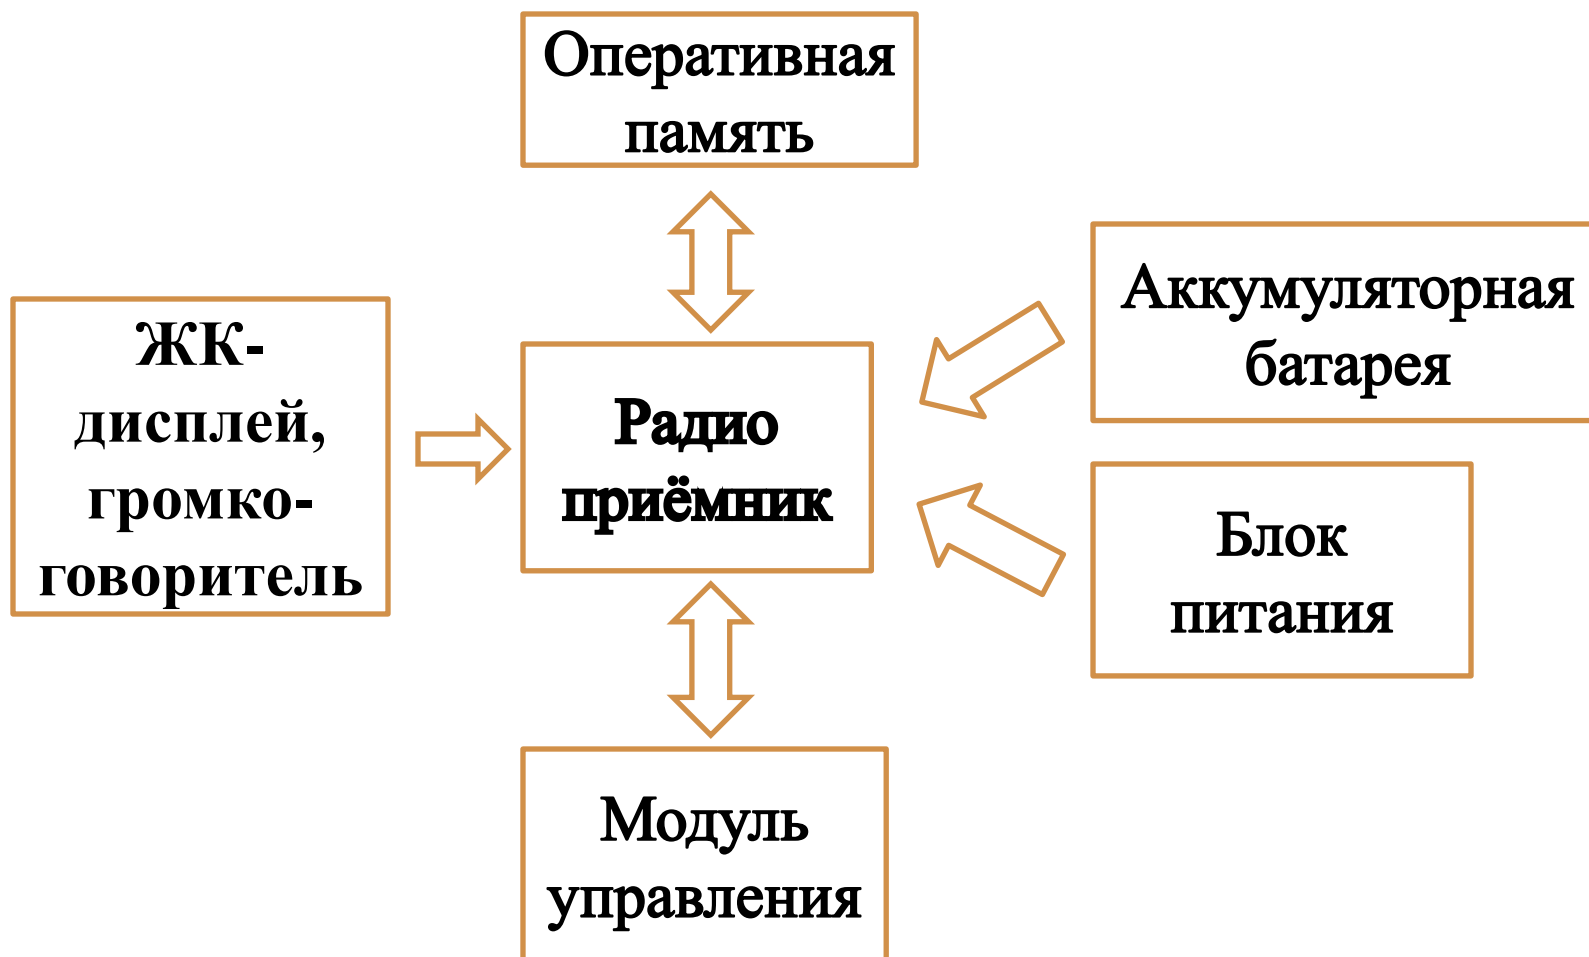 Оперативная
память
ЖК-
дисплей,
громко-
говоритель
Радио
приёмник
Аккумуляторная
батарея
Блок
питания
Модуль
управления